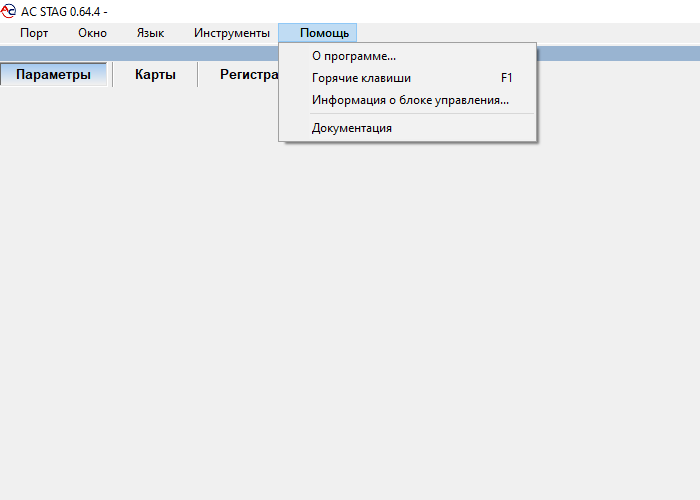 AC STAG 0.64.4 -
Порт Окно Язык Инструменты Помощь
О программе...
Параметры Карты
Горячие клавиши F1
Информация о блоке управления...
Документация